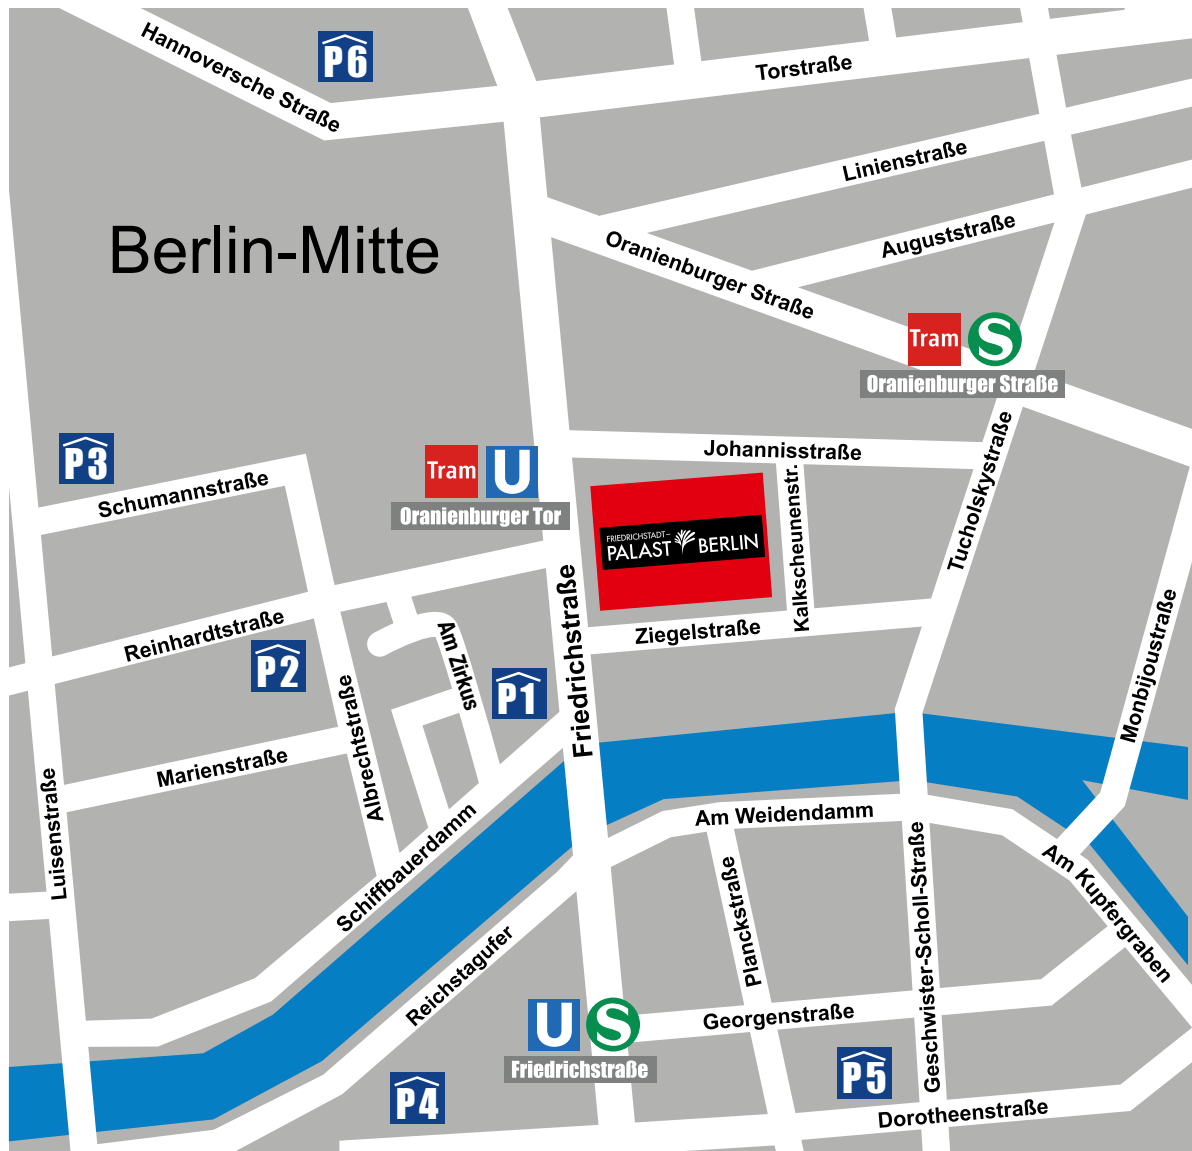 Hannoversche Straße
P6
Torstraße
Linienstraße
Auguststraße
Berlin-Mitte
Oranienburger Straße
Tram S
Oranienburger Straße
P3
Schumannstraße
Tram U
Oranienburger Tor
Johannisstraße
Kalkscheunenstr.
Tucholskystraße
FRIEDRICHSTADT–
PALAST BERLIN
Friedrichstraße
Ziegelstraße
Reinhardtstraße
P2
Am Zirkus
P1
Monbijoustraße
Albrechtstraße
Marienstraße
Luisenstraße
Schiffbauerdamm
Am Weidendamm
Planckstraße
Geschwister-Scholl-Straße
Am Kupfergraben
Reichstagufer
U S
Friedrichstraße
Georgenstraße
P4
P5
Dorotheenstraße